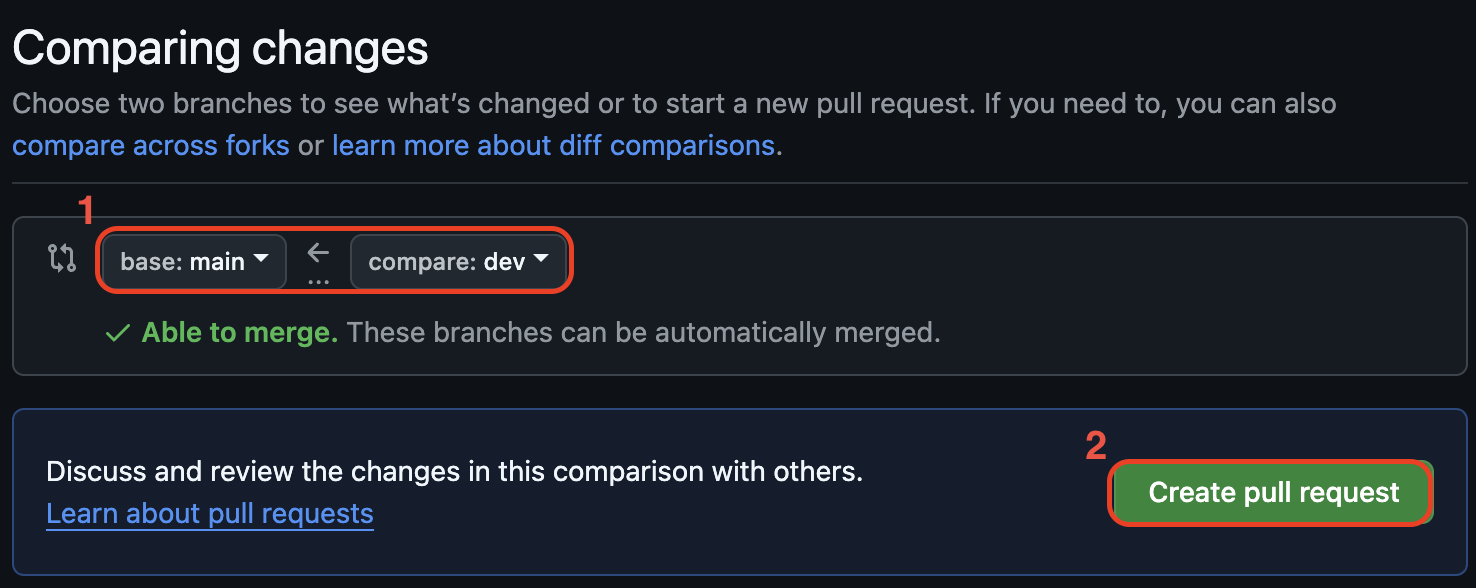 Comparing changes
Choose two branches to see what’s changed or to start a new pull request. If you need to, you can also
compare across forks or learn more about diff comparisons.
1
base: main ← compare: dev
...
✓ Able to merge. These branches can be automatically merged.
2
Discuss and review the changes in this comparison with others.
Create pull request
Learn about pull requests